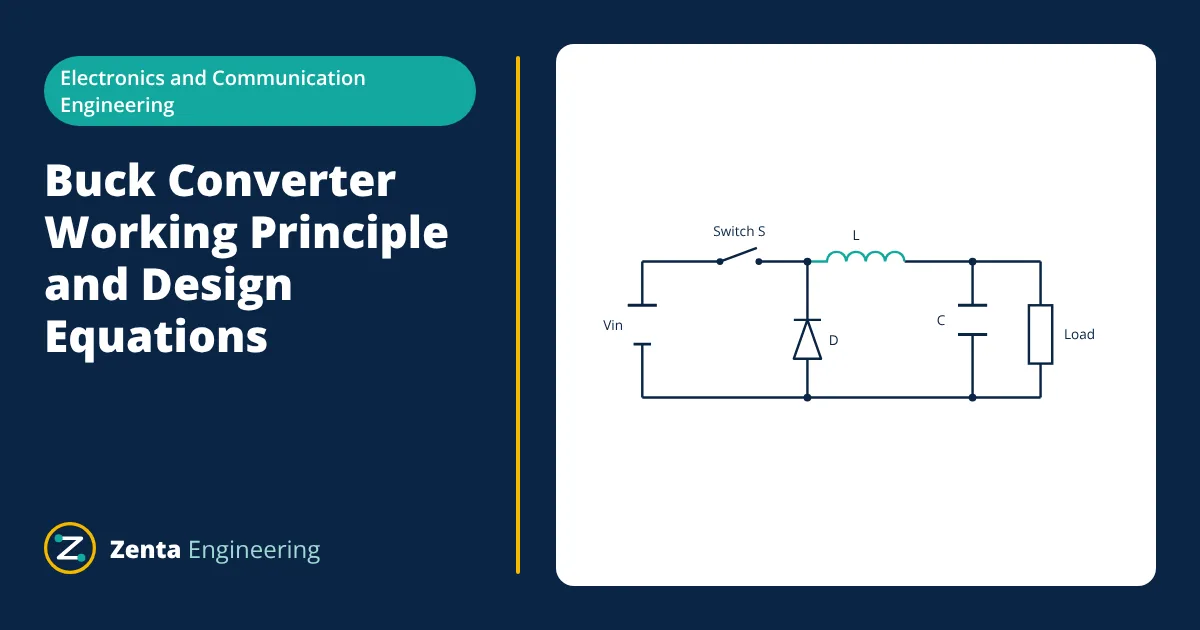 Electronics and Communication
Engineering
Buck Converter
Working Principle
and Design
Equations
Zenta Engineering
Switch S
L
Vin
D
C
Load